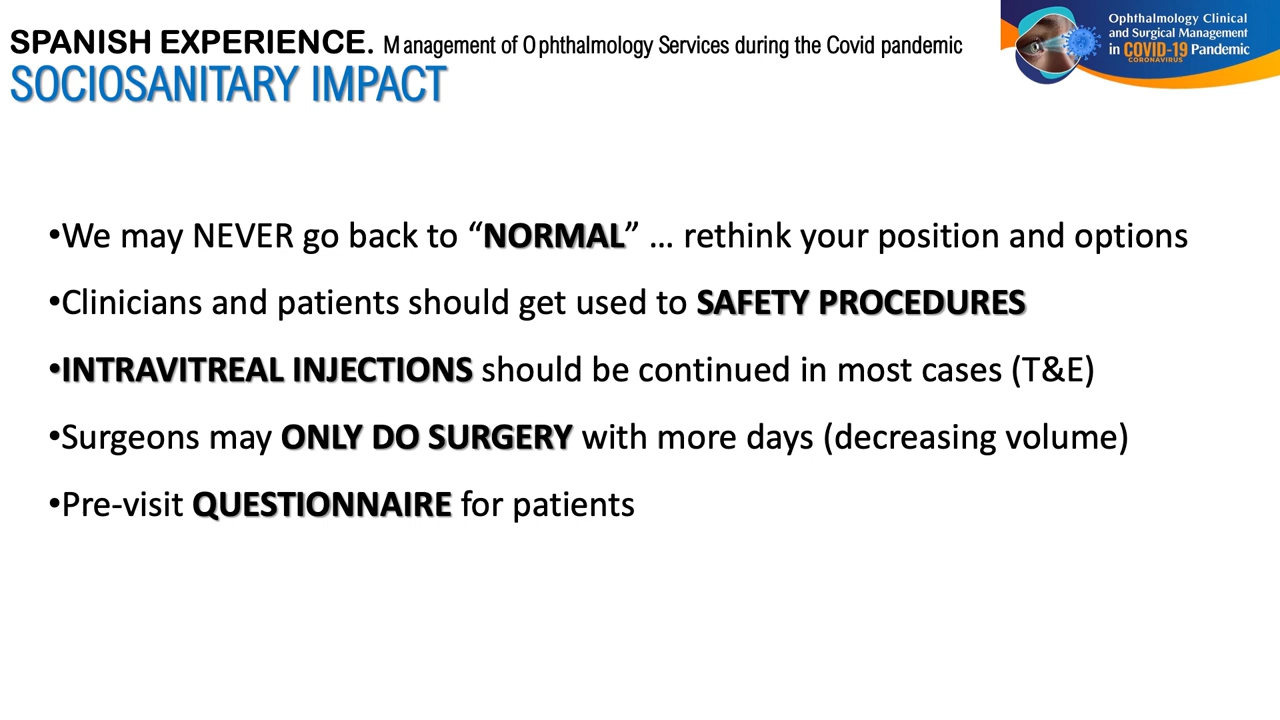 SPANISH EXPERIENCE. Management of Ophthalmology Services during the Covid pandemic
SOCIOSANITARY IMPACT
Ophthalmology Clinical
and Surgical Management
in COVID-19 Pandemic
CORONAVIRUS
•We may NEVER go back to “NORMAL” … rethink your position and options
•Clinicians and patients should get used to SAFETY PROCEDURES
•INTRAVITREAL INJECTIONS should be continued in most cases (T&E)
•Surgeons may ONLY DO SURGERY with more days (decreasing volume)
•Pre-visit QUESTIONNAIRE for patients